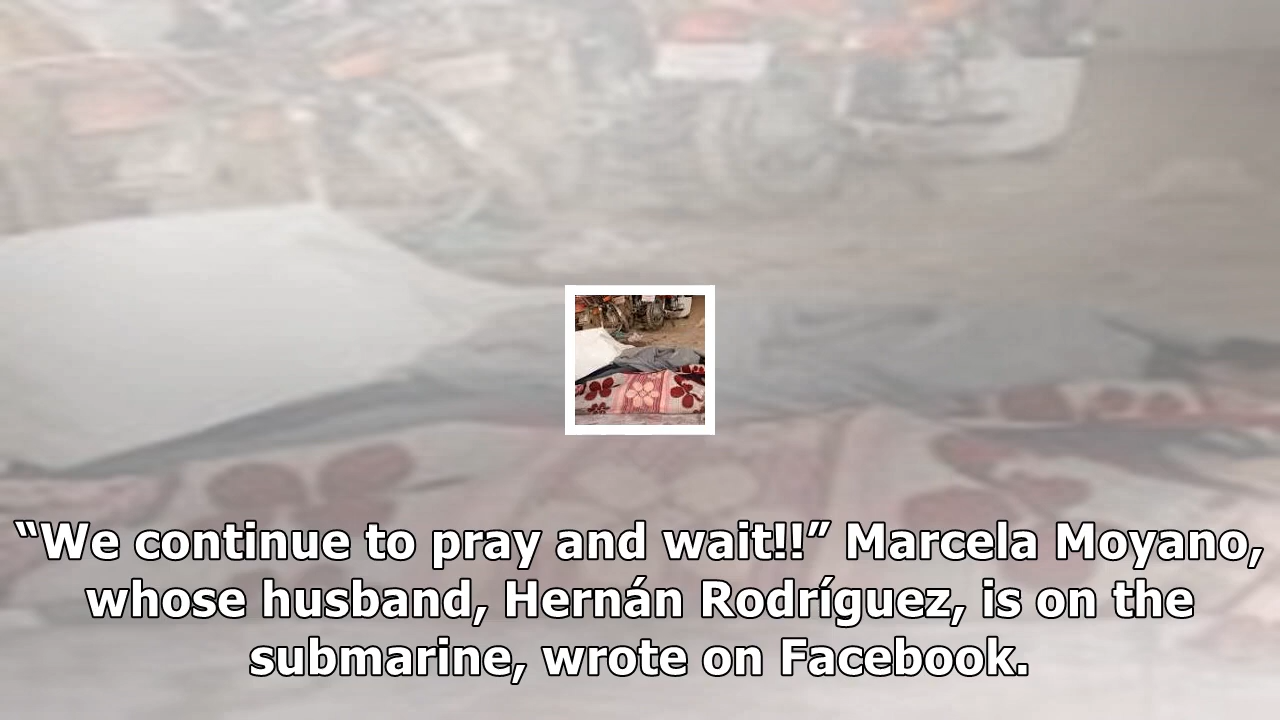 “We continue to pray and wait!!” Marcela Moyano,
whose husband, Hernán Rodríguez, is on the
submarine, wrote on Facebook.